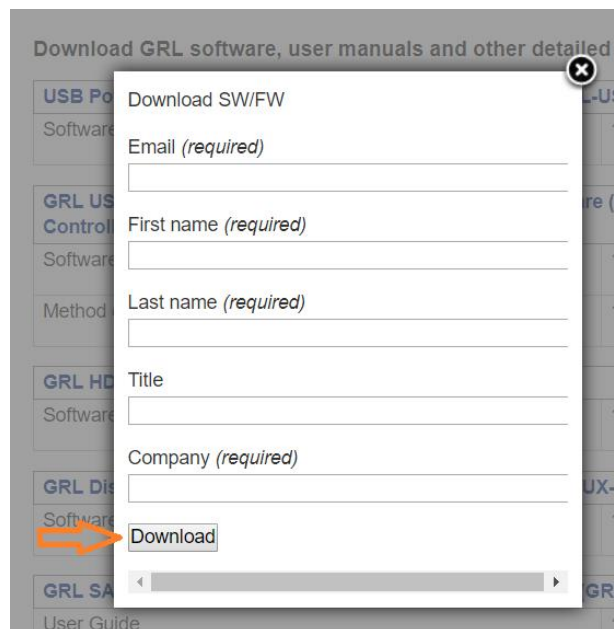 Download GRL software, user manuals and other detailed
USB Po
L-US
Software
Download SW/FW
Email (required)
GRL US
re (
Controll
First name (required)
Software
Last name (required)
Method
Title
GRL HD
Software
Company (required)
GRL Dis
UX-
Software
Download
GRL SA
GR
User Guide